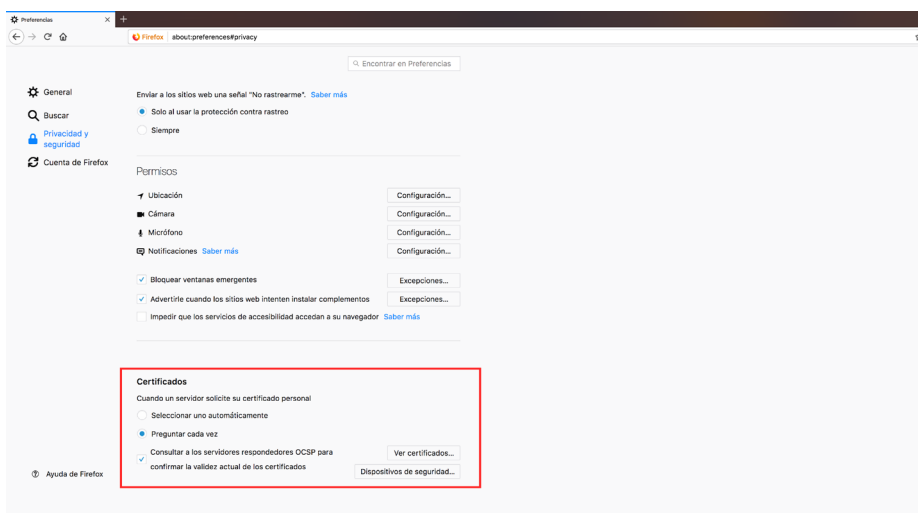 Preferencias
Firefox about:preferences#privacy
Encontrar en Preferencias
General
Buscar
Privacidad y
seguridad
Cuenta de Firefox
Enviar a los sitios web una señal "No rastrearme". Saber más
Solo al usar la protección contra rastreo
Siempre
Permisos
Ubicación Configuración...
Cámara Configuración...
Micrófono Configuración...
Notificaciones Saber más Configuración...
Bloquear ventanas emergentes Excepciones...
Advertirle cuando los sitios web intenten instalar complementos Excepciones...
Impedir que los servicios de accesibilidad accedan a su navegador Saber más
Certificados
Cuando un servidor solicite su certificado personal
Seleccionar uno automáticamente
Preguntar cada vez
Consultar a los servidores respondedores OCSP para Ver certificados...
confirmar la validez actual de los certificados Dispositivos de seguridad...
Ayuda de Firefox